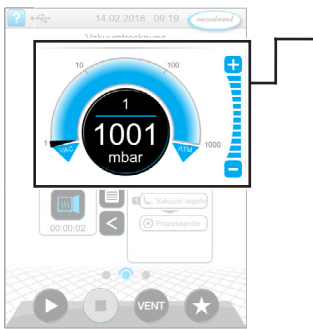 ? 14.02.2018 09:19 vacuubrand
Vakuumtrocknung
10 100
1 1000
VAC ATM
1
1001
mbar
+
-
00:00:02
1 Vakuum regeln
Prozessende
VENT